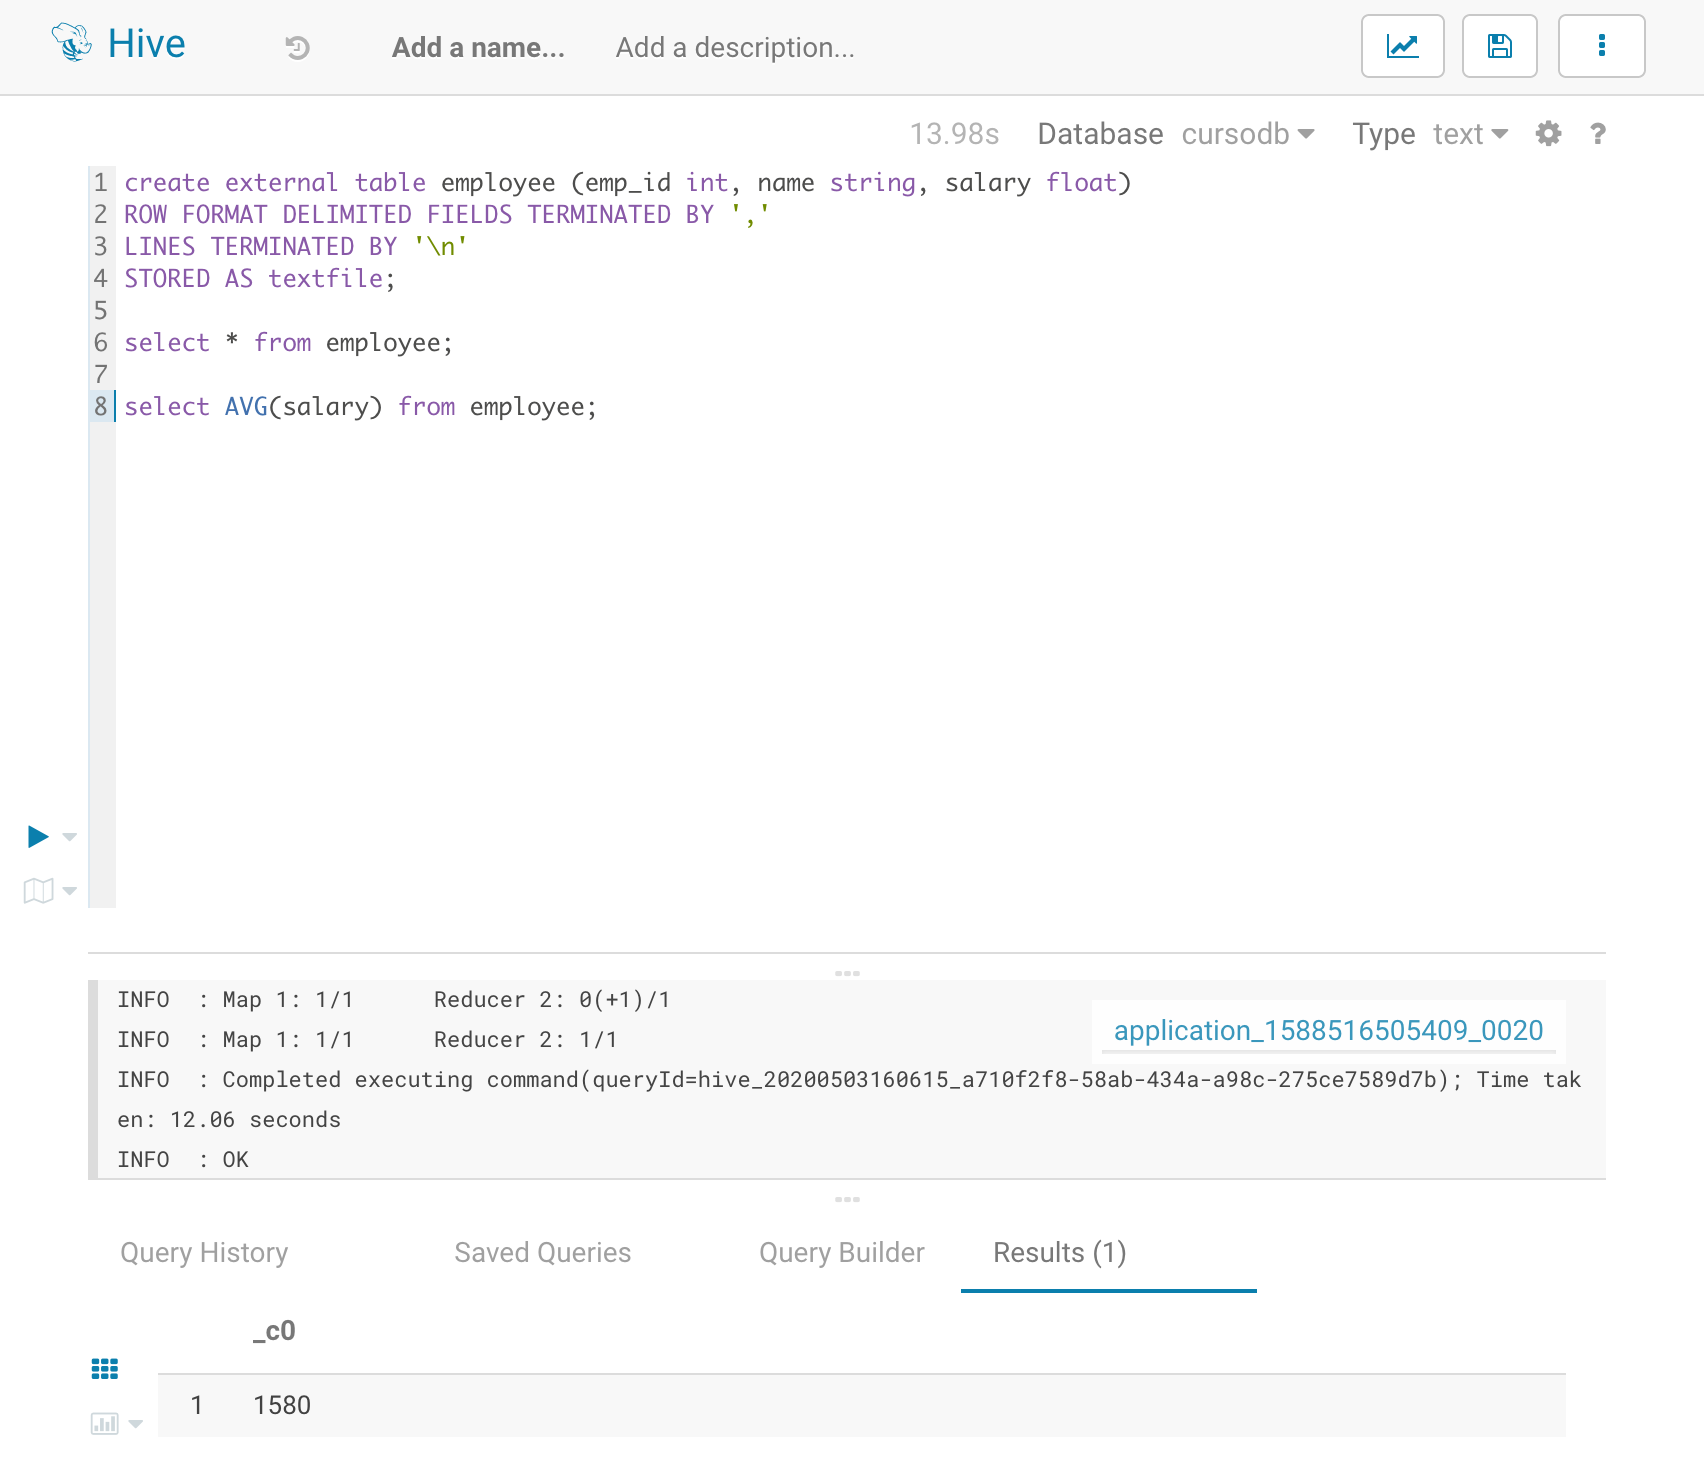 Hive
Add a name...
Add a description...
13.98s Database cursodb Type text ?
1 create external table employee (emp_id int, name string, salary float)
2 ROW FORMAT DELIMITED FIELDS TERMINATED BY ','
3 LINES TERMINATED BY '\n'
4 STORED AS textfile;
5
6 select * from employee;
7
8 select AVG(salary) from employee;
INFO  : Map 1: 1/1      Reducer 2: 0(+1)/1
INFO  : Map 1: 1/1      Reducer 2: 1/1
application_1588516505409_0020
INFO  : Completed executing command(queryId=hive_20200503160615_a710f2f8-58ab-434a-a98c-275ce7589d7b); Time tak
en: 12.06 seconds
INFO  : OK
Query History Saved Queries Query Builder Results (1)
_c0
1 1580